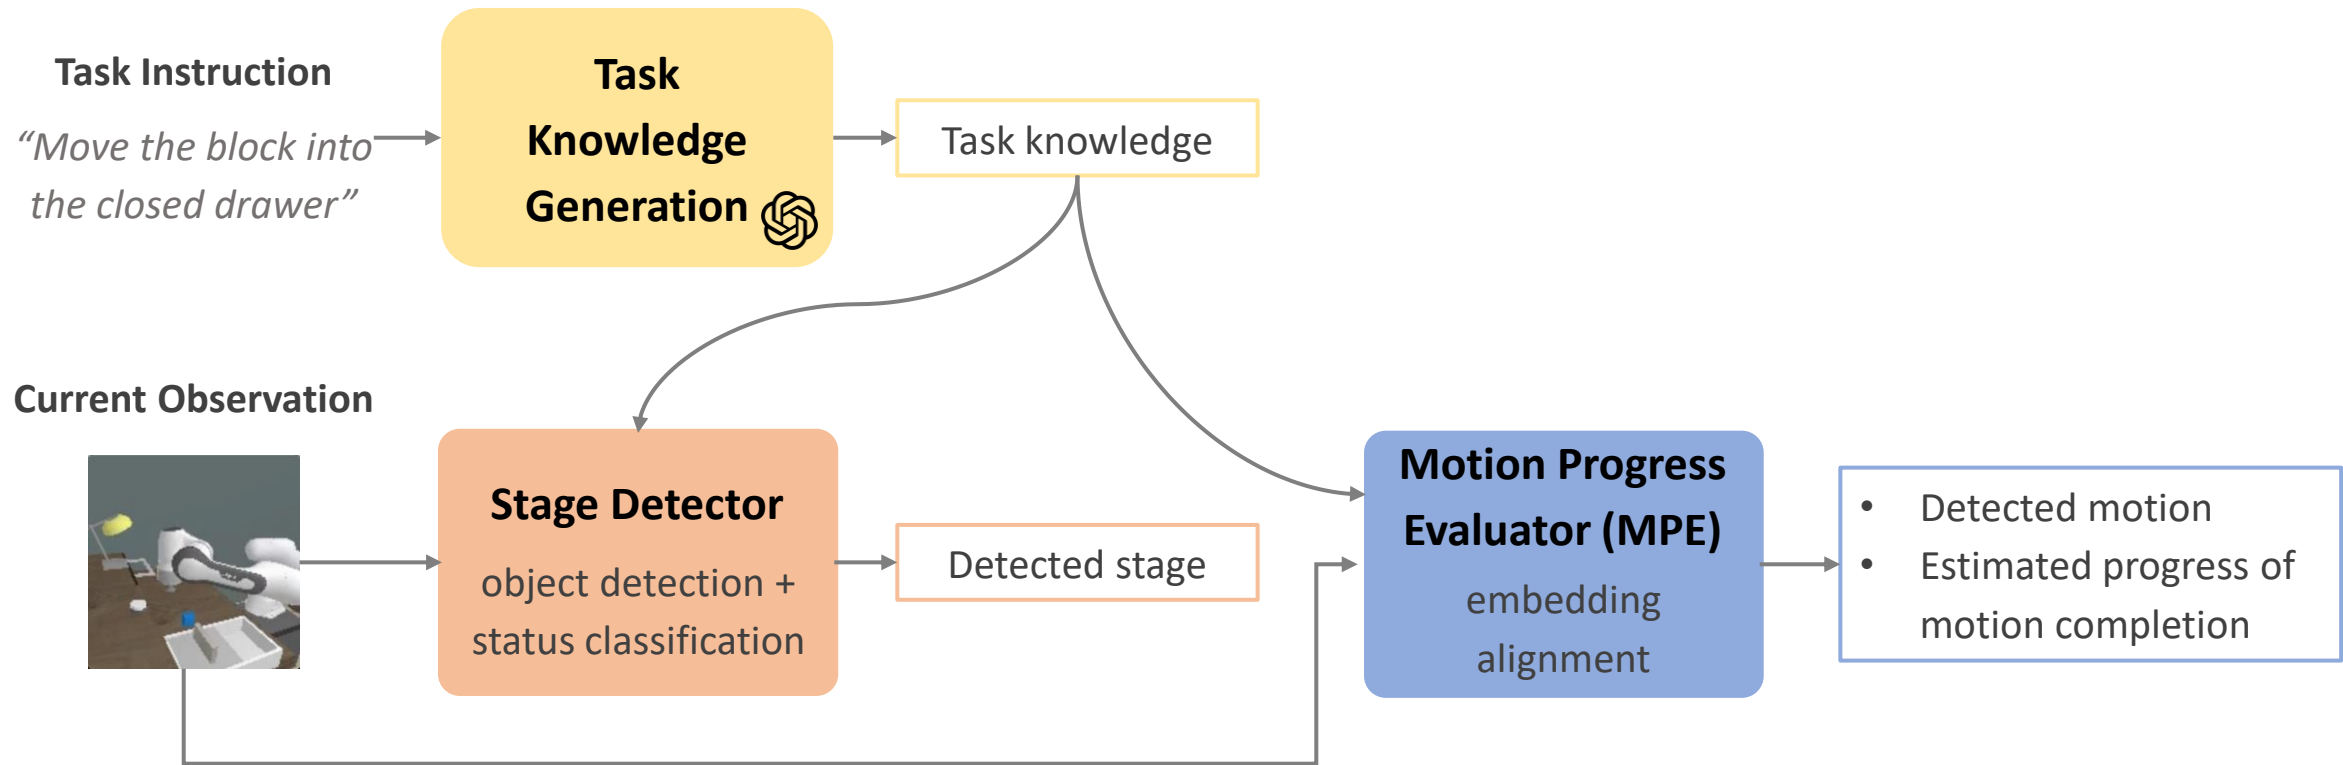 Task Instruction
“Move the block into
the closed drawer”
Task
Knowledge
Generation
Task knowledge
Current Observation
Stage Detector
object detection +
status classification
Detected stage
Motion Progress
Evaluator (MPE)
embedding
alignment
• Detected motion
• Estimated progress of
motion completion